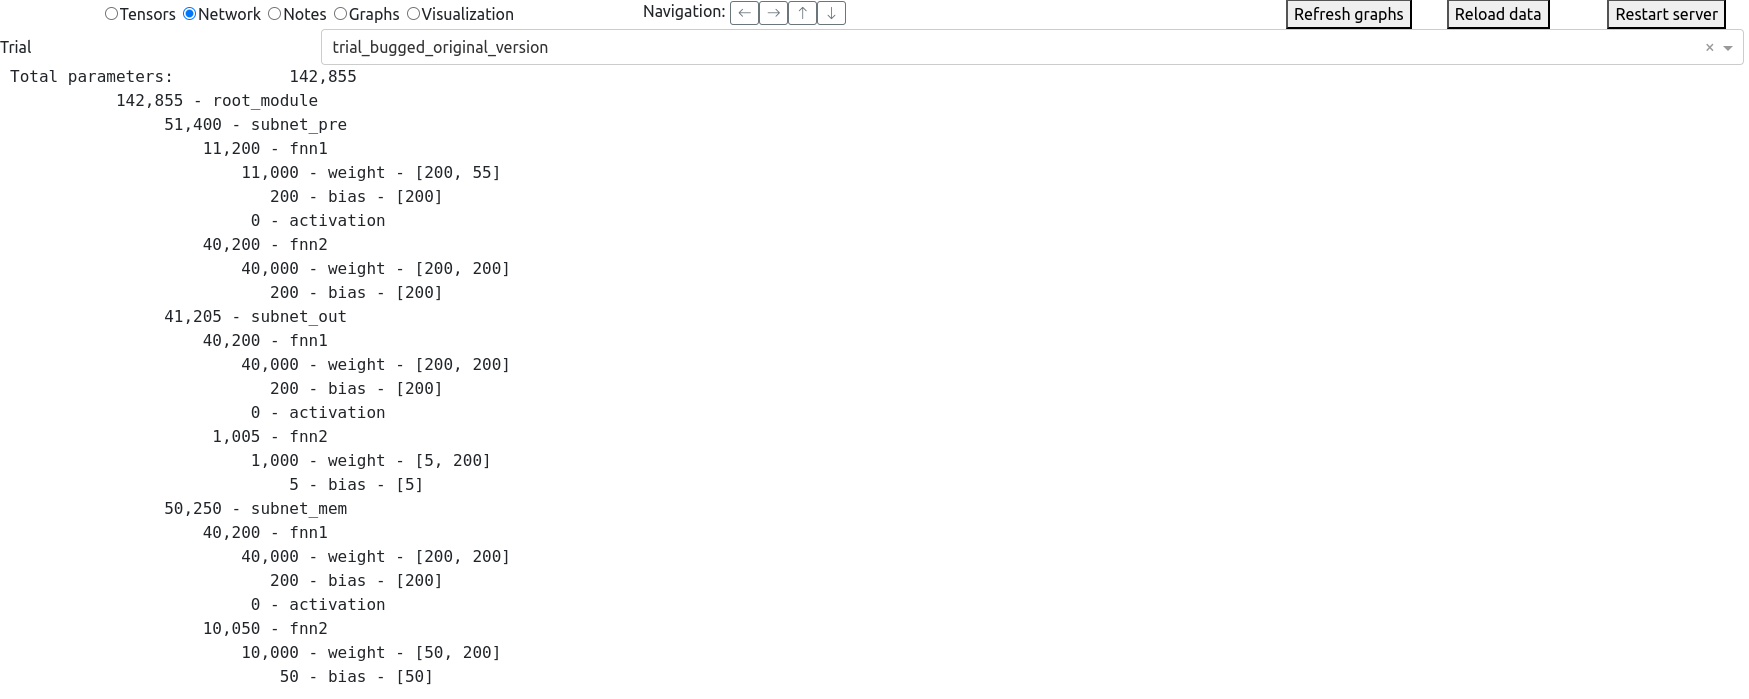 Tensors Network Notes Graphs Visualization Navigation: ← → ↑ ↓ Refresh graphs Reload data Restart server
Trial trial_bugged_original_version ×
Total parameters: 142,855
142,855 - root_module
51,400 - subnet_pre
11,200 - fnn1
11,000 - weight - [200, 55]
200 - bias - [200]
0 - activation
40,200 - fnn2
40,000 - weight - [200, 200]
200 - bias - [200]
41,205 - subnet_out
40,200 - fnn1
40,000 - weight - [200, 200]
200 - bias - [200]
0 - activation
1,005 - fnn2
1,000 - weight - [5, 200]
5 - bias - [5]
50,250 - subnet_mem
40,200 - fnn1
40,000 - weight - [200, 200]
200 - bias - [200]
0 - activation
10,050 - fnn2
10,000 - weight - [50, 200]
50 - bias - [50]